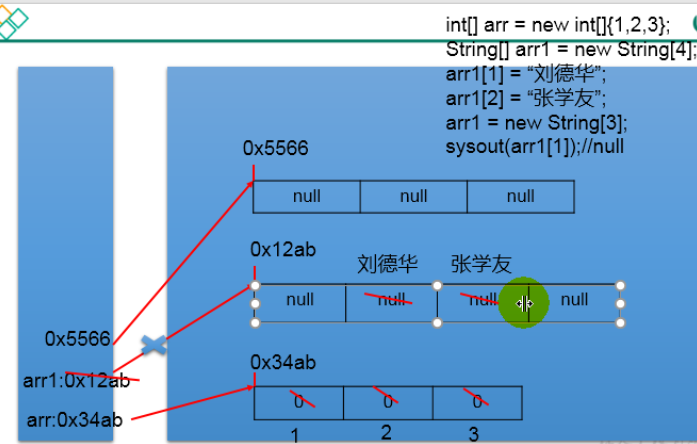 int[] arr = new int[]{1,2,3};
String[] arr1 = new String[4];
arr1[1] = “刘德华”;
arr1[2] = “张学友”;
arr1 = new String[3];
sysout(arr1[1]);//null
0x5566
null null null
0x12ab
刘德华 张学友
null null null null
0x5566
0x34ab
arr1:0x12ab
0 0 0
arr:0x34ab
1 2 3